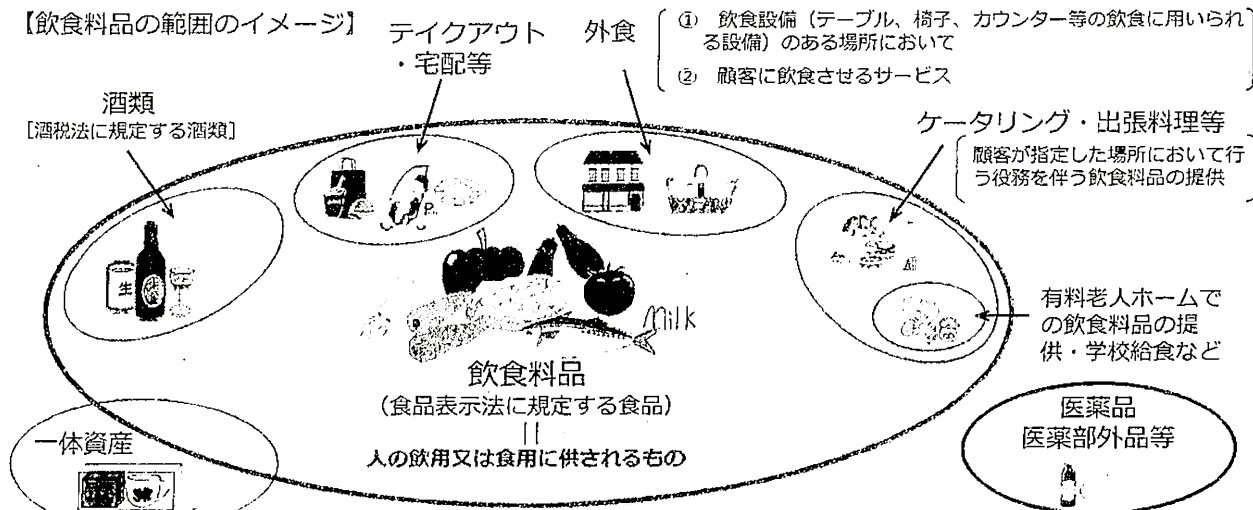 【飲食料品の範囲のイメージ】
テイクアウト
・宅配等
外食
① 飲食設備（テーブル、椅子、カウンター等の飲食に用いられ
る設備）のある場所において
② 顧客に飲食させるサービス
酒類
[酒税法に規定する酒類]
ケータリング・出張料理等
顧客が指定した場所において行
う役務を伴う飲食料品の提供
生
Milk
有料老人ホームで
の飲食料品の提
供・学校給食など
飲食料品
（食品表示法に規定する食品）
||
人の飲用又は食用に供されるもの
一体資産
医薬品
医薬部外品等